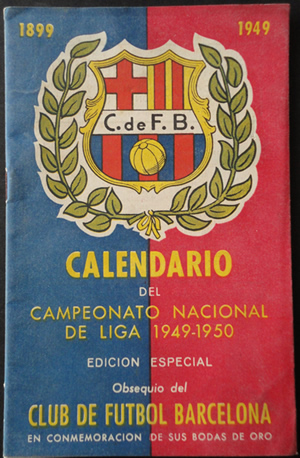 1899 1949
C. de F. B.
CALENDARIO
DEL
CAMPEONATO NACIONAL
DE LIGA 1949-1950
EDICION ESPECIAL
Obsequio del
CLUB DE FUTBOL BARCELONA
EN CONMEMORACION DE SUS BODAS DE ORO